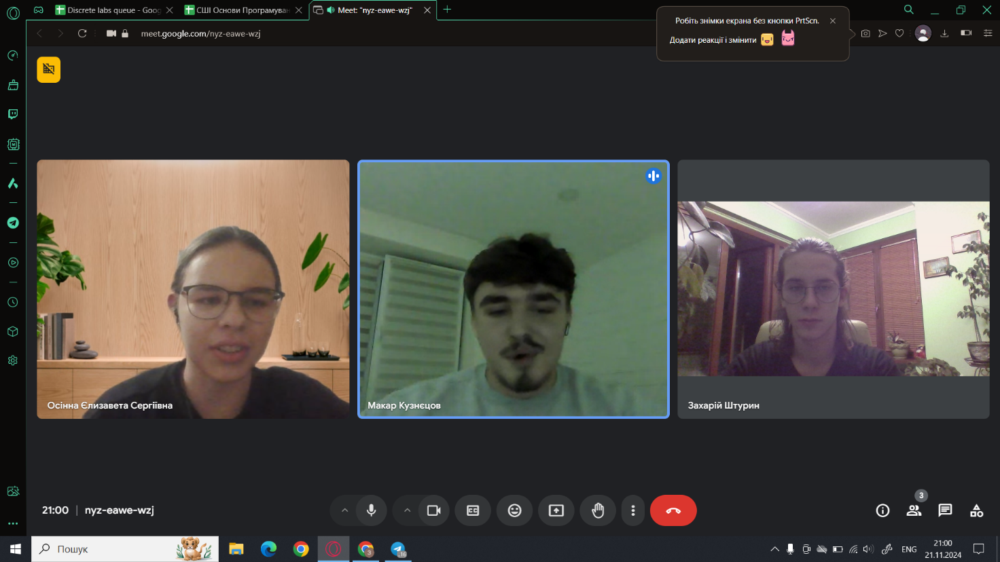 Discrete labs queue - Goog
СШІ Основи Програмуван
Meet: "nyz-eawe-wzj"
meet.google.com/nyz-eawe-wzj
Робіть знімки екрана без кнопки PrtScn.
Додати реакції і змінити
Осінна Єлизавета Сергіївна
Макар Кузнєцов
Захарій Штурин
21:00 | nyz-eawe-wzj
3
Пошук
3
16
ENG
21:00
21.11.2024